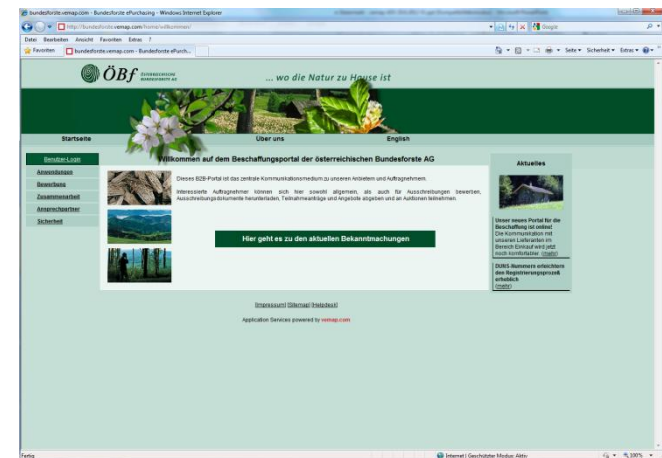 bundesforste.vemap.com - Bundesforste ePurchasing - Windows Internet Explorer
http://bundesforste.vemap.com/home/willkommen/
Google
Datei Bearbeiten Ansicht Favoriten Extras ?
Favoriten bundesforste.vemap.com - Bundesforste ePurch...
Seite Sicherheit Extras
ÖBf ÖSTERREICHISCHE
BUNDESFORSTE AG
... wo die Natur zu Hause ist
Startseite Über uns English
Benutzer-Login
Anwendungen
Bewerbung
Zusammenarbeit
Ansprechpartner
Sicherheit
Willkommen auf dem Beschaffungsportal der österreichischen Bundesforste AG
Dieses B2B-Portal ist das zentrale Kommunikationsmedium zu unseren Anbietern und Auftragnehmern.
Interessierte Auftragnehmer können sich hier sowohl allgemein, als auch für Ausschreibungen bewerben,
Ausschreibungsdokumente herunterladen, Teilnahmeanträge und Angebote abgeben und an Auktionen teilnehmen.
Hier geht es zu den aktuellen Bekanntmachungen
Aktuelles
Unser neues Portal für die
Beschaffung ist online!
Die Kommunikation mit
unseren Lieferanten im
Bereich Einkauf wird jetzt
noch komfortabler. (mehr)
DUNS-Nummern erleichtern
den Registrierungsprozeß
erheblich
(mehr)
[Impressum] [Sitemap] [Helpdesk]
Application Services powered by vemap.com
Fertig
Internet | Geschützter Modus: Aktiv
100%